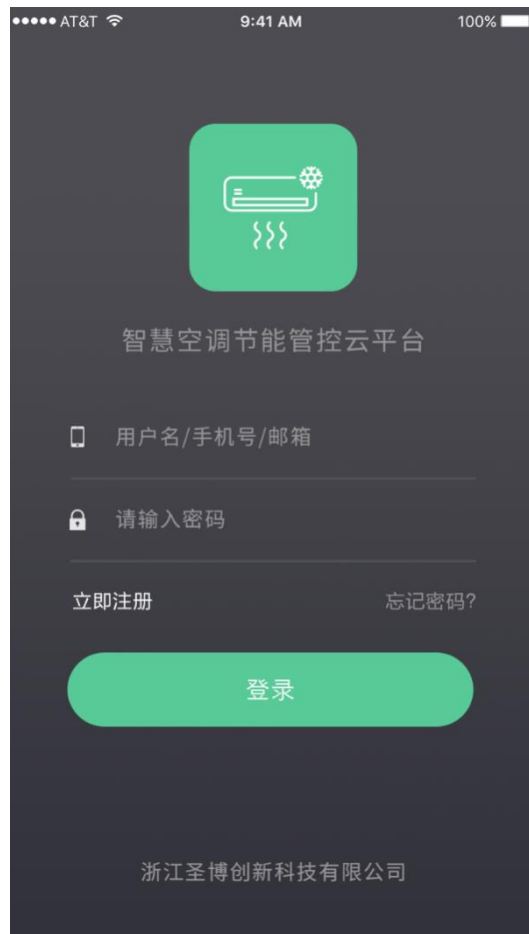 AT&T 9:41 AM 100%
智慧空调节能管控云平台
用户名/手机号/邮箱
请输入密码
立即注册 忘记密码?
登录
浙江圣博创新科技有限公司